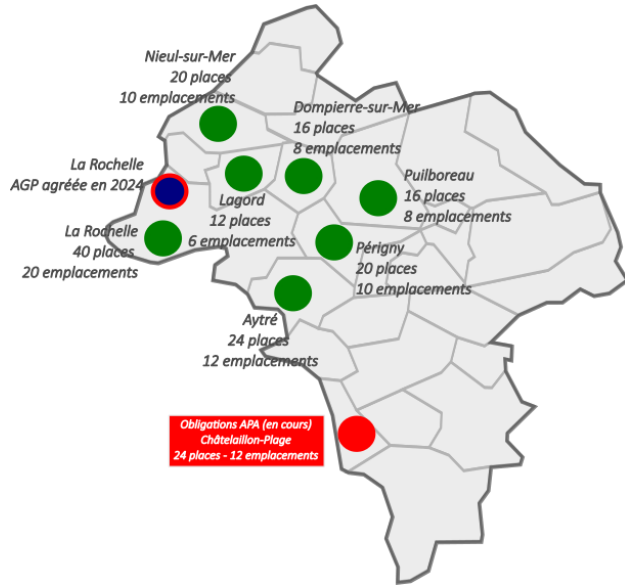 Nieul-sur-Mer
20 places
10 emplacements
Dompierre-sur-Mer
16 places
8 emplacements
La Rochelle
AGP agréée en 2024
Lagord
12 places
6 emplacements
Puilboreau
16 places
8 emplacements
La Rochelle
40 places
20 emplacements
Périgny
20 places
10 emplacements
Aytré
24 places
12 emplacements
Obligations APA (en cours)
Châtelaillon-Plage
24 places - 12 emplacements